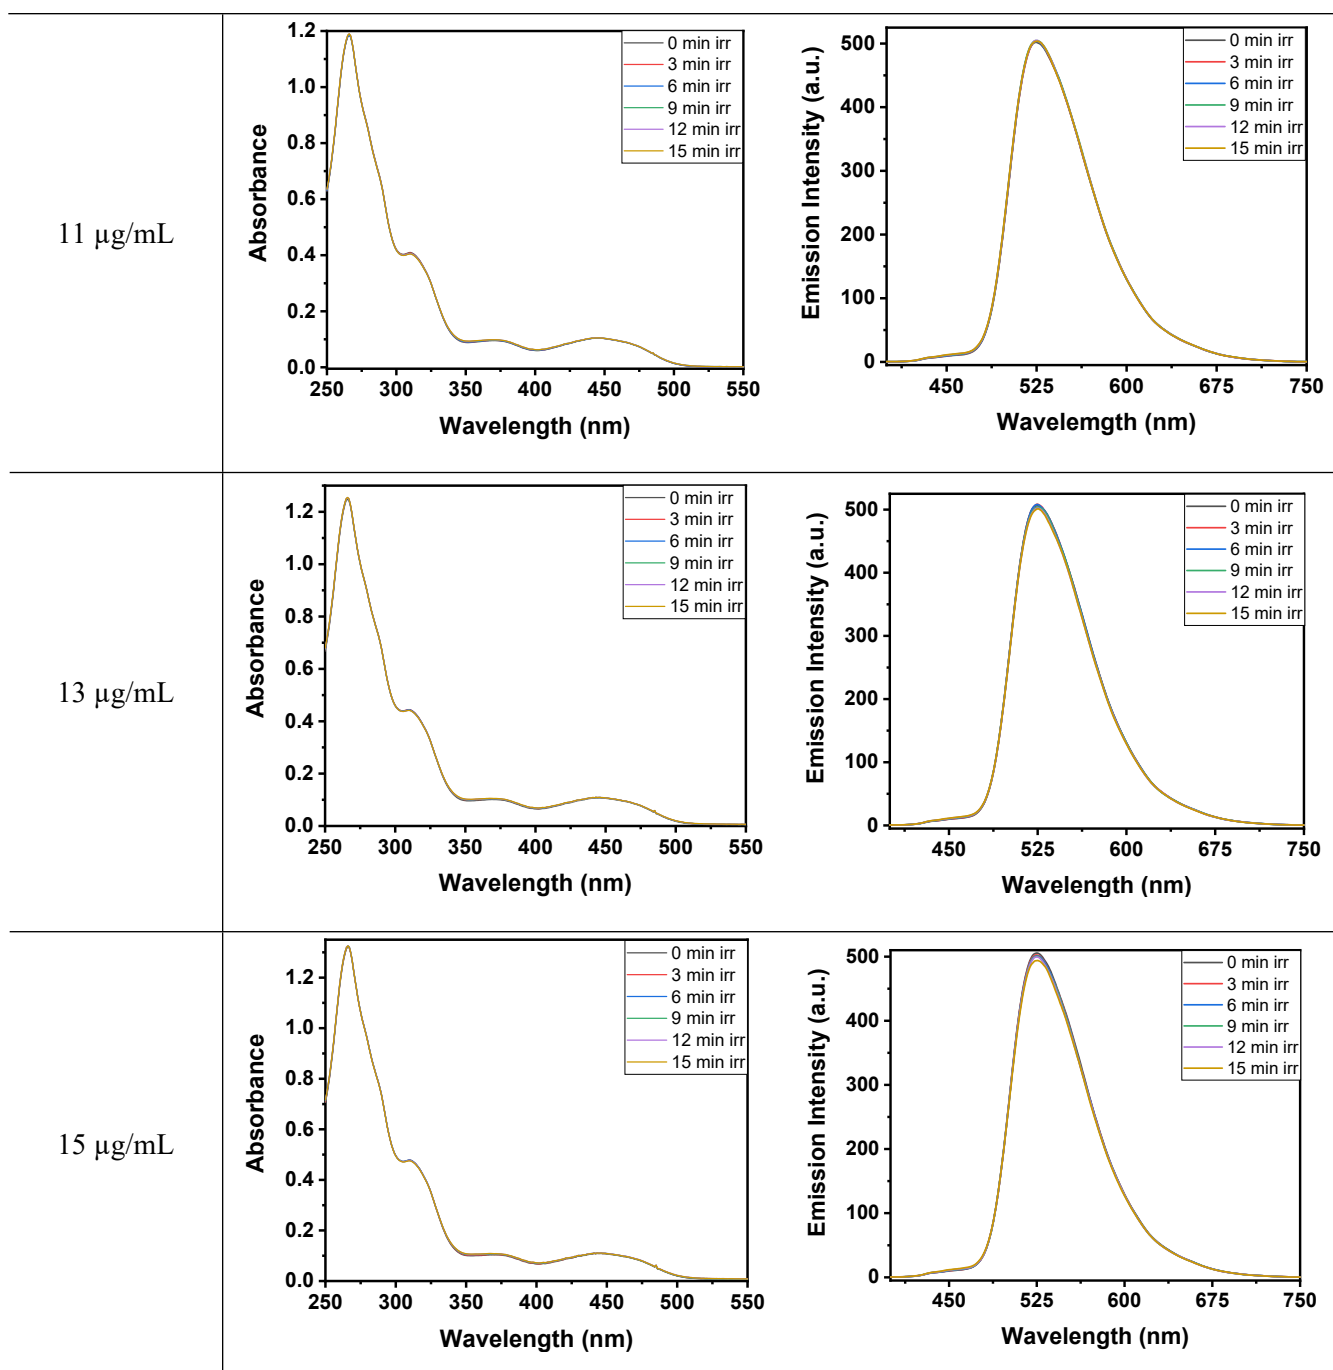 11 µg/mL
Absorbance
1.2
1.0
0.8
0.6
0.4
0.2
0.0
250 300 350 400 450 500 550
Wavelength (nm)
0 min irr
3 min irr
6 min irr
9 min irr
12 min irr
15 min irr
Emission Intensity (a.u.)
500
400
300
200
100
0
450 525 600 675 750
Wavelemgth (nm)
0 min irr
3 min irr
6 min irr
9 min irr
12 min irr
15 min irr
13 µg/mL
Absorbance
1.2
1.0
0.8
0.6
0.4
0.2
0.0
250 300 350 400 450 500 550
Wavelength (nm)
0 min irr
3 min irr
6 min irr
9 min irr
12 min irr
15 min irr
Emission Intensity (a.u.)
500
400
300
200
100
0
450 525 600 675 750
Wavelength (nm)
0 min irr
3 min irr
6 min irr
9 min irr
12 min irr
15 min irr
15 µg/mL
Absorbance
1.2
1.0
0.8
0.6
0.4
0.2
0.0
250 300 350 400 450 500 550
Wavelength (nm)
0 min irr
3 min irr
6 min irr
9 min irr
12 min irr
15 min irr
Emission Intensity (a.u.)
500
400
300
200
100
0
450 525 600 675 750
Wavelength (nm)
0 min irr
3 min irr
6 min irr
9 min irr
12 min irr
15 min irr